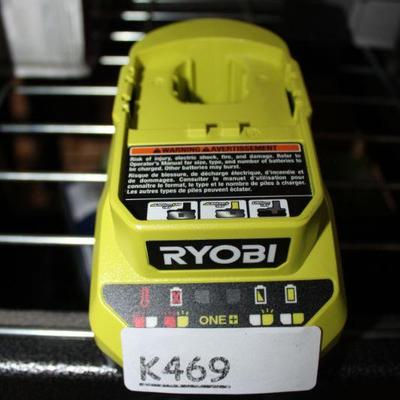 WARNING AVERTISSEMENT
Risk of injury, electric shock, fire, and damage. Refer to
Operator's Manual for size, type, and number of batteries to
be charged. Other batteries may burst.
Risque de blessure, de décharge électrique, d'incendie et
de dommages. Consulter le manuel d'utilisation pour
connaître le format, le type et le nombre de piles à charger.
Les autres types de piles peuvent éclater.
RYOBI
ONE+
K469